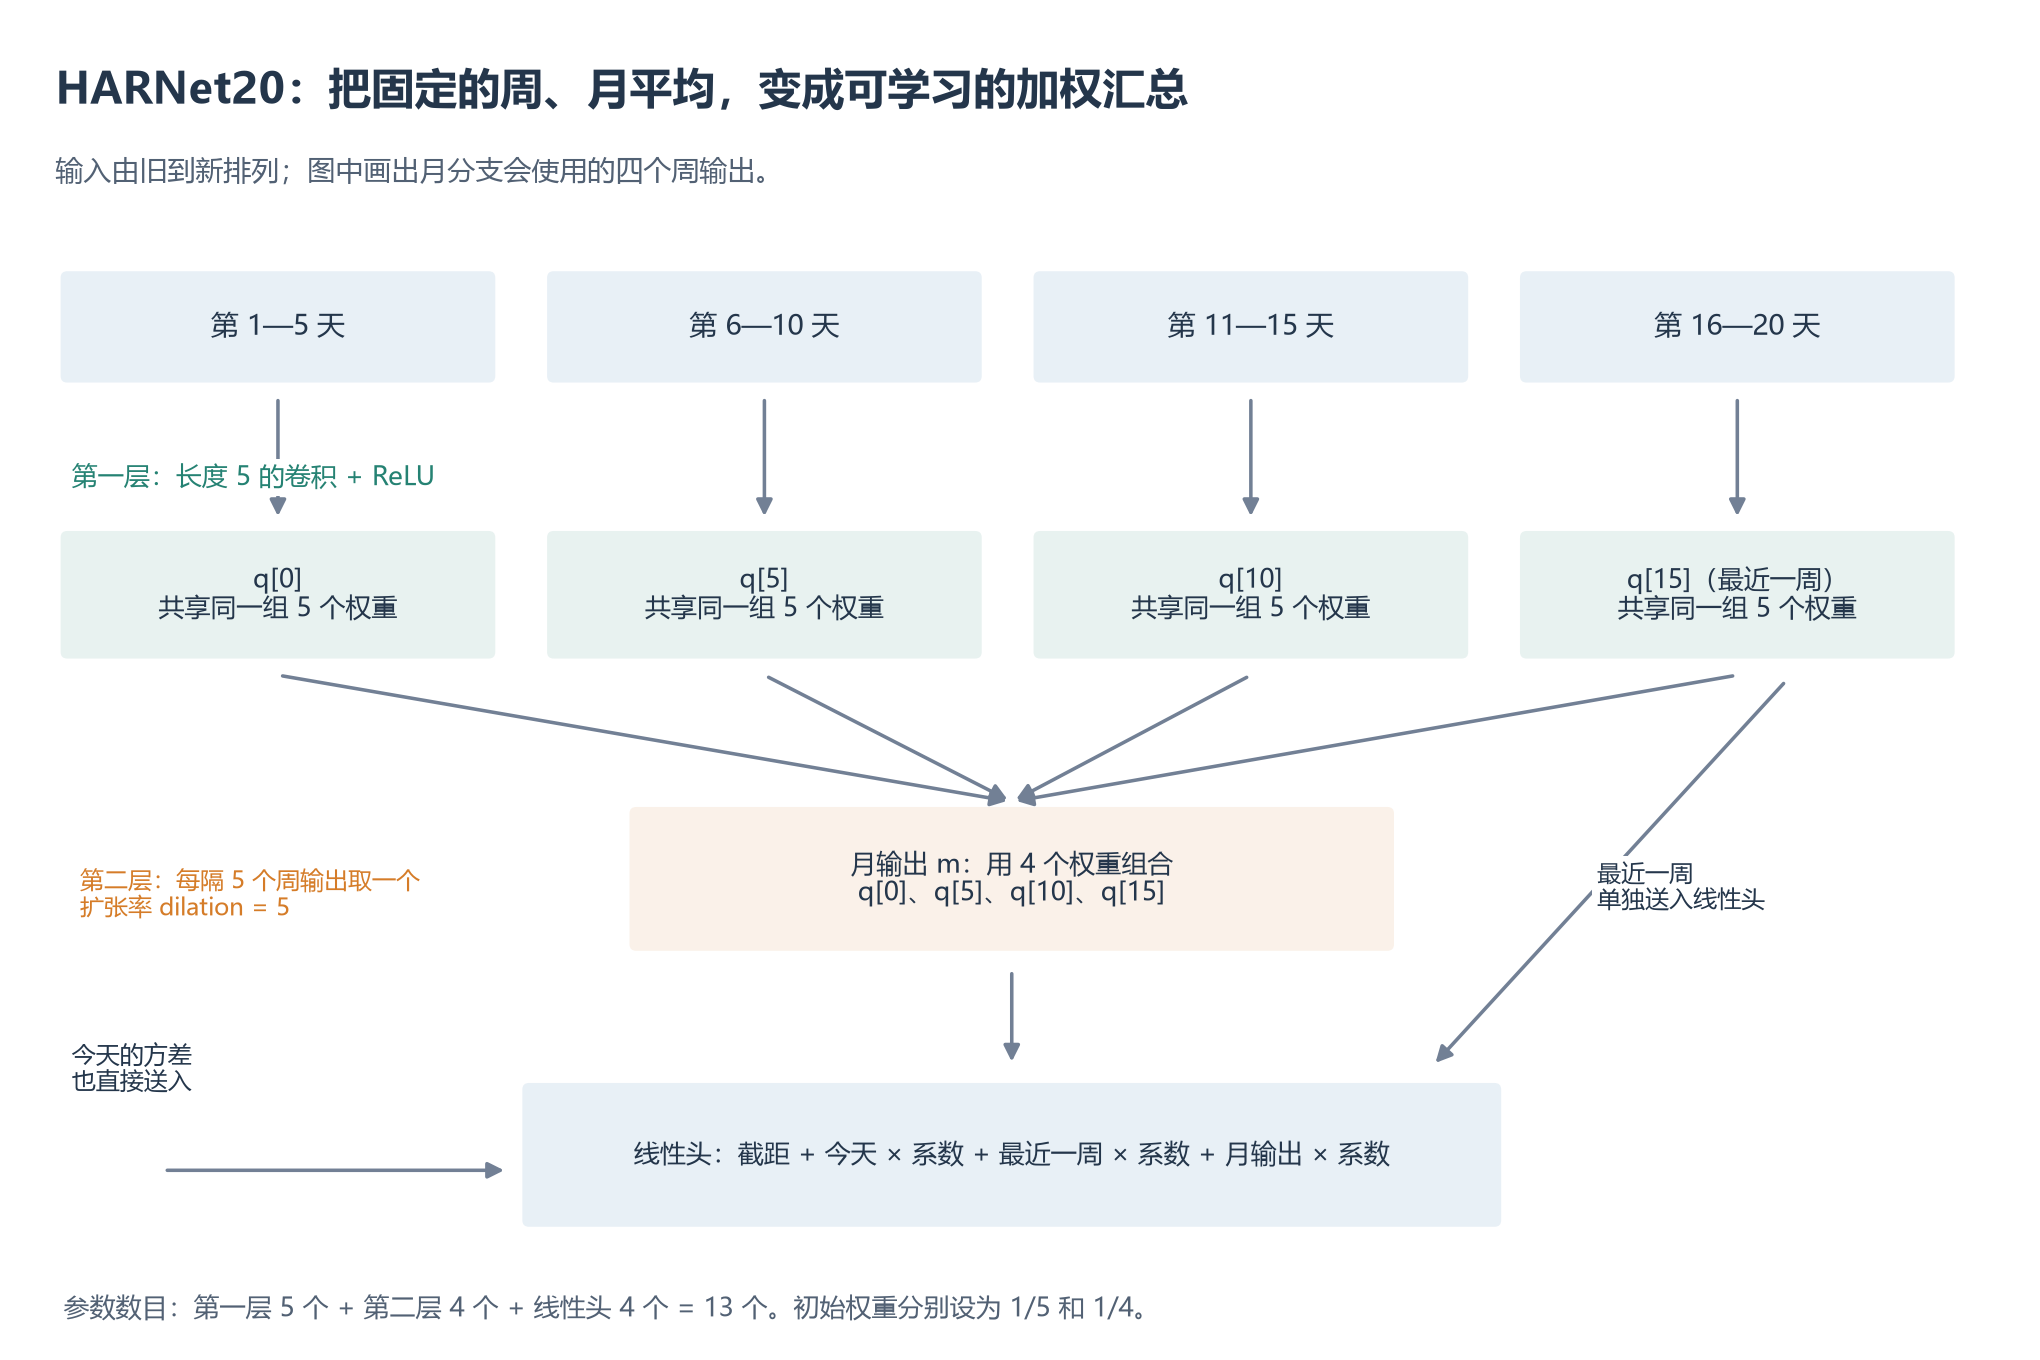 HARNet20：把固定的周、月平均，变成可学习的加权汇总
输入由旧到新排列；图中画出月分支会使用的四个周输出。
第 1—5 天
第 6—10 天
第 11—15 天
第 16—20 天
第一层：长度 5 的卷积 + ReLU
q[0]
共享同一组 5 个权重
q[5]
共享同一组 5 个权重
q[10]
共享同一组 5 个权重
q[15]（最近一周）
共享同一组 5 个权重
第二层：每隔 5 个周输出取一个
扩张率 dilation = 5
月输出 m：用 4 个权重组合
q[0]、q[5]、q[10]、q[15]
最近一周
单独送入线性头
今天的方差
也直接送入
线性头：截距 + 今天 × 系数 + 最近一周 × 系数 + 月输出 × 系数
参数数目：第一层 5 个 + 第二层 4 个 + 线性头 4 个 = 13 个。初始权重分别设为 1/5 和 1/4。